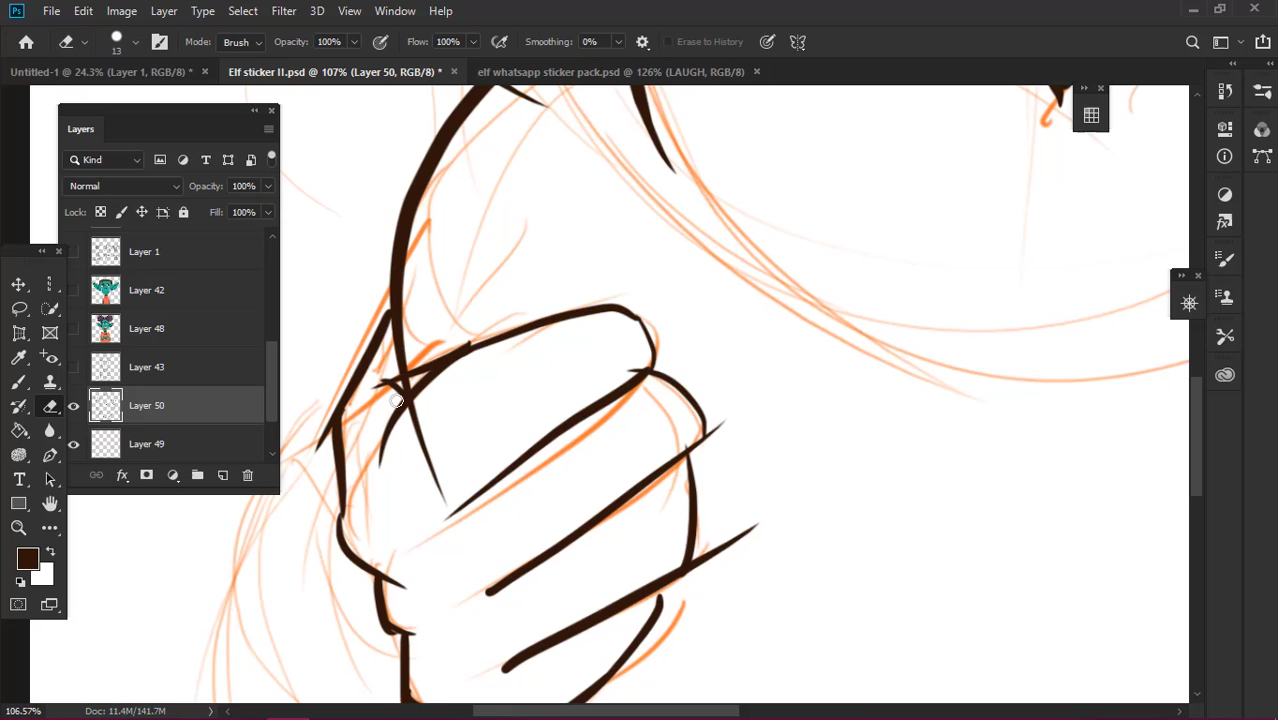 Ps File Edit Image Layer Type Select Filter 3D View Window Help
13 Mode: Brush Opacity: 100% Flow: 100% Smoothing: 0% Erase to History
Untitled-1 @ 24.3% (Layer 1, RGB/8) * × Elf sticker II.psd @ 107% (Layer 50, RGB/8) * × elf whatsapp sticker pack.psd @ 126% (LAUGH, RGB/8) ×
Layers
Kind
Normal Opacity: 100%
Lock: Fill: 100%
Layer 1
Layer 42
Layer 48
Layer 43
Layer 50
Layer 49
fx
106.57% Doc: 11.4M/141.7M